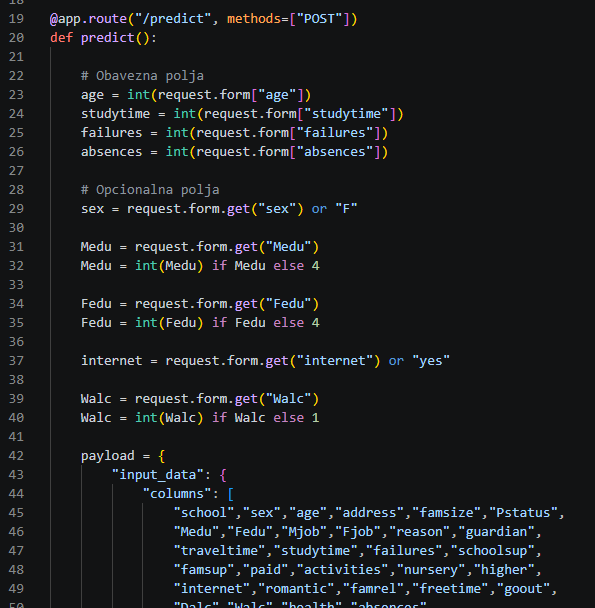 18
19 @app.route("/predict", methods=["POST"])
20 def predict():
21
22 # Obavezna polja
23 age = int(request.form["age"])
24 studytime = int(request.form["studytime"])
25 failures = int(request.form["failures"])
26 absences = int(request.form["absences"])
27
28 # Opcionalna polja
29 sex = request.form.get("sex") or "F"
30
31 Medu = request.form.get("Medu")
32 Medu = int(Medu) if Medu else 4
33
34 Fedu = request.form.get("Fedu")
35 Fedu = int(Fedu) if Fedu else 4
36
37 internet = request.form.get("internet") or "yes"
38
39 Walc = request.form.get("Walc")
40 Walc = int(Walc) if Walc else 1
41
42 payload = {
43 "input_data": {
44 "columns": [
45 "school","sex","age","address","famsize","Pstatus",
46 "Medu","Fedu","Mjob","Fjob","reason","guardian",
47 "traveltime","studytime","failures","schoolsup",
48 "famsup","paid","activities","nursery","higher",
49 "internet","romantic","famrel","freetime","goout",
50 "Dalc","Walc","health","absences"